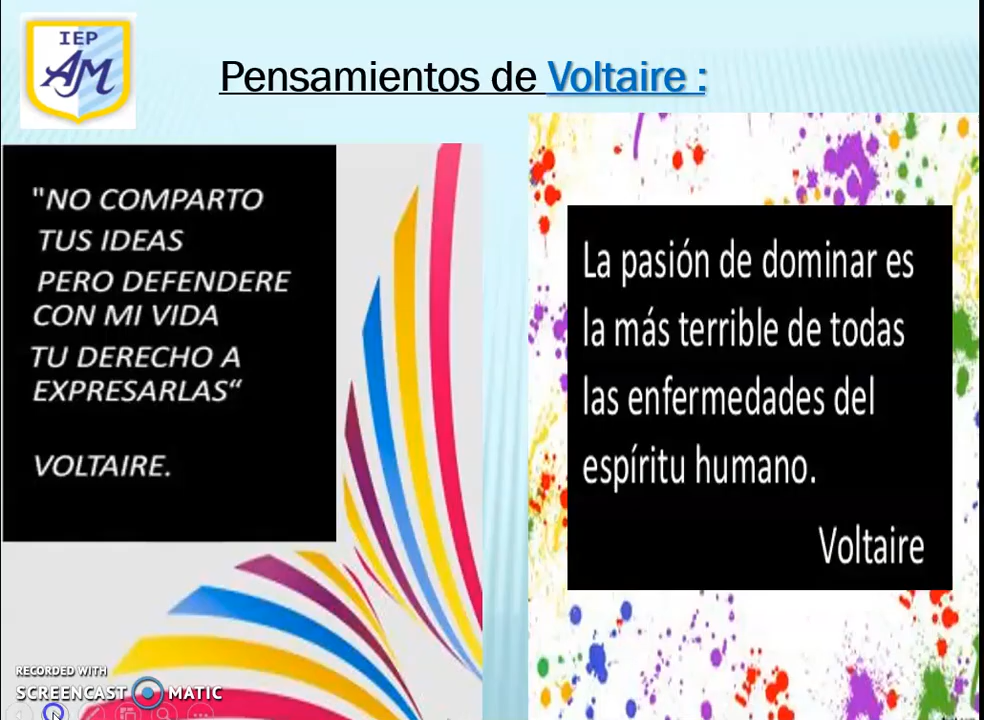 IEP
AM
Pensamientos de Voltaire :
"NO COMPARTO
TUS IDEAS
PERO DEFENDERE
CON MI VIDA
TU DERECHO A
EXPRESARLAS“
VOLTAIRE.
La pasión de dominar es
la más terrible de todas
las enfermedades del
espíritu humano.
Voltaire
RECORDED WITH
SCREENCAST MATIC